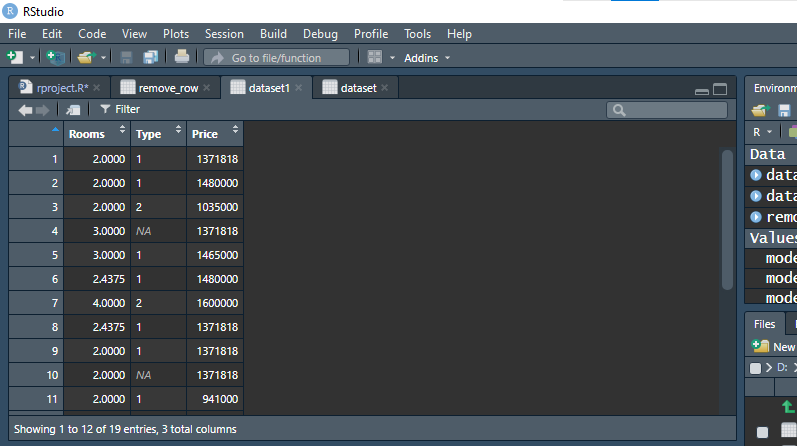 RStudio
File Edit Code View Plots Session Build Debug Profile Tools Help
Go to file/function Addins
rproject.R* remove_row dataset1 dataset Environ
Filter
Rooms Type Price R
1 2.0000 1 1371818 Data
2 2.0000 1 1480000 data
3 2.0000 2 1035000 data
4 3.0000 NA 1371818 remo
5 3.0000 1 1465000 Values
6 2.4375 1 1480000 mode
7 4.0000 2 1600000 mode
8 2.4375 1 1371818 mode
9 2.0000 1 1371818 Files
10 2.0000 NA 1371818 New
11 2.0000 1 941000 D:
Showing 1 to 12 of 19 entries, 3 total columns